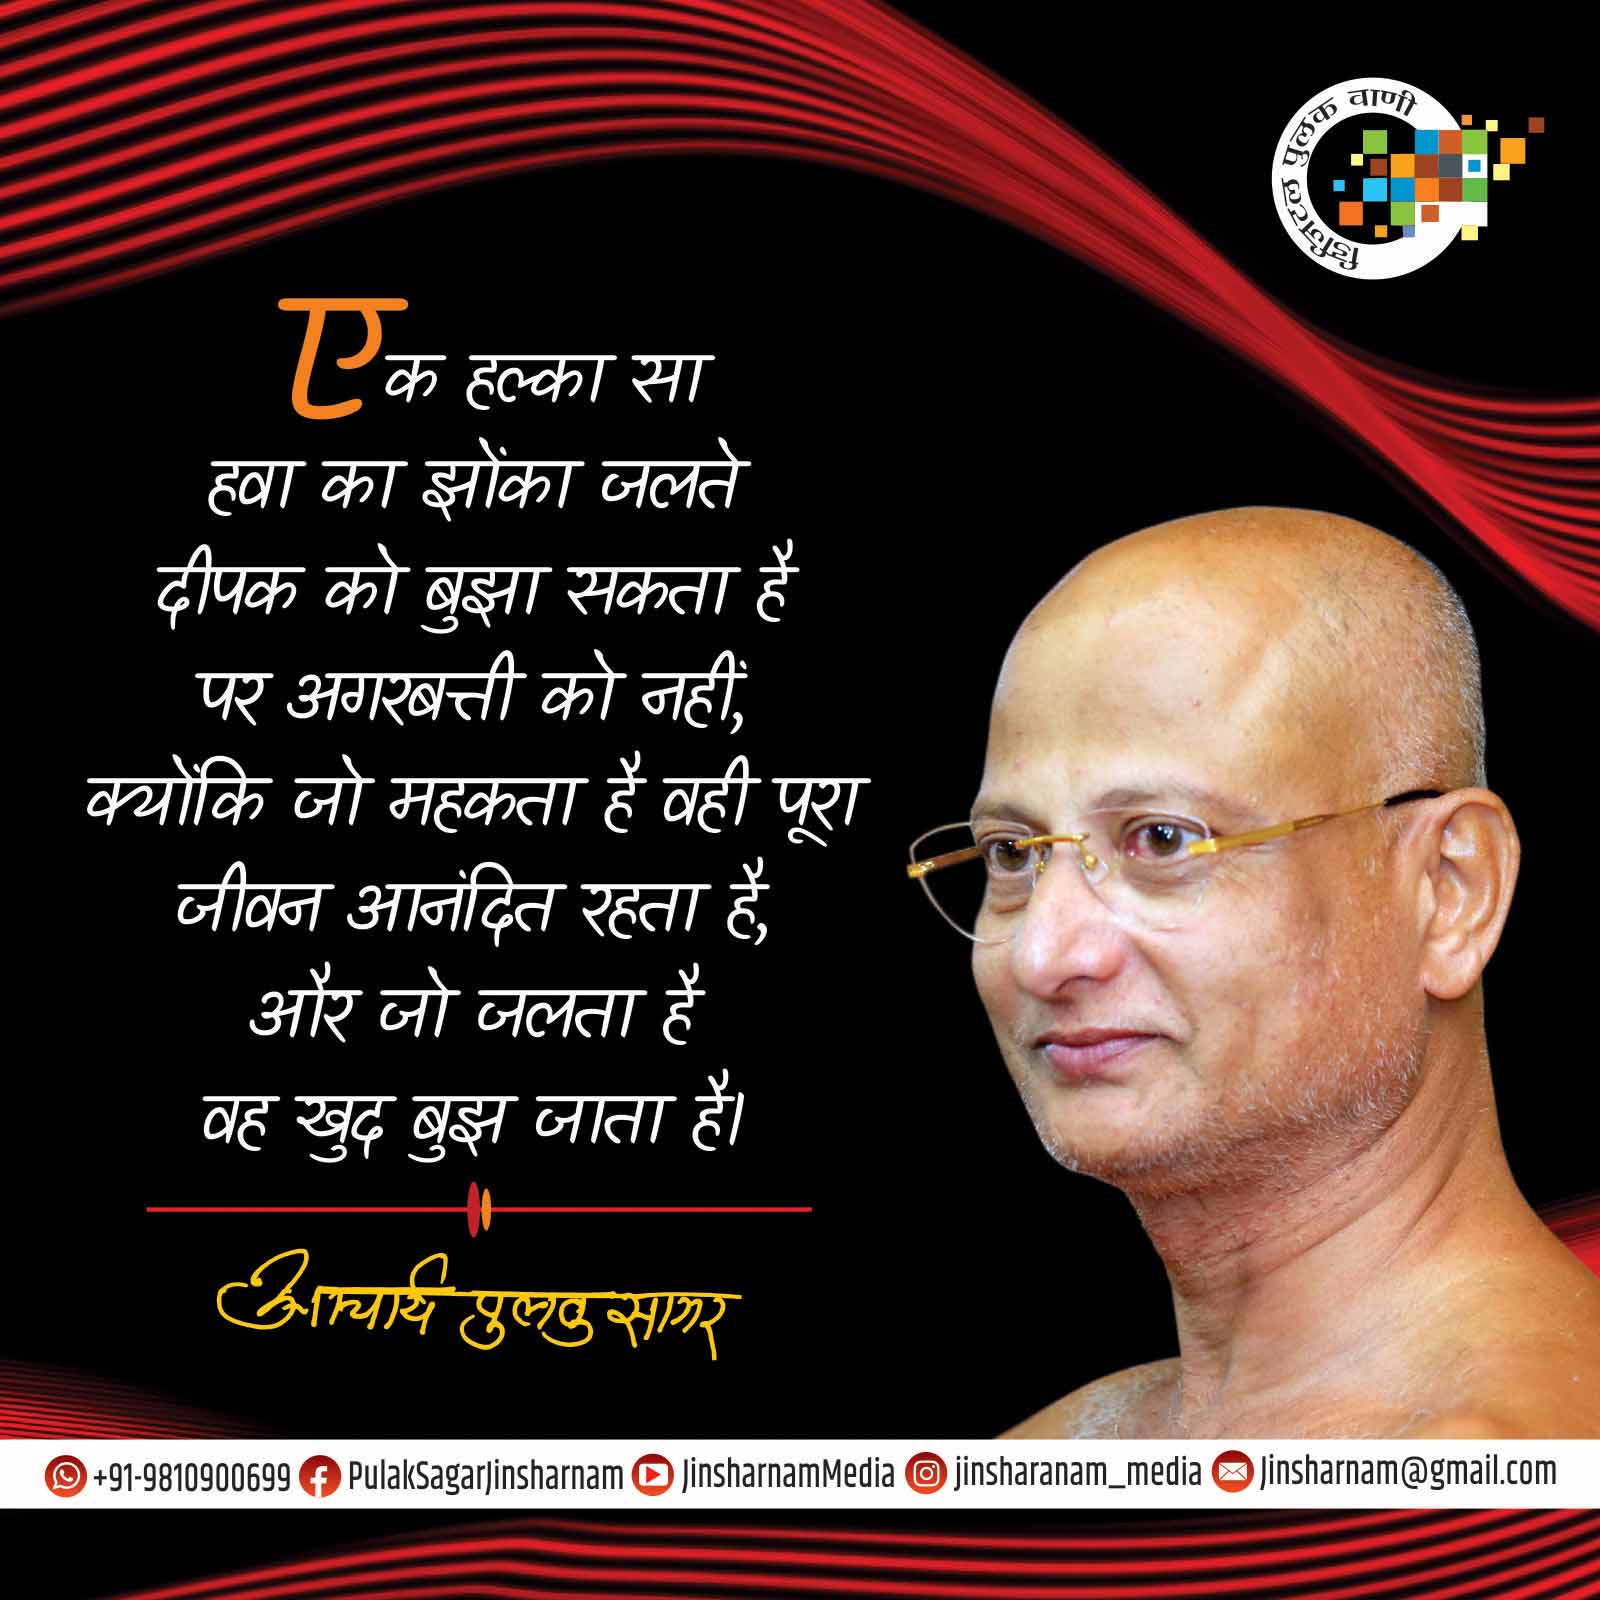 डिजिटल पुलक वाणी
एक हल्का सा
हवा का झोंका जलते
दीपक को बुझा सकता है
पर अगरबत्ती को नहीं,
क्योंकि जो महकता है वही पूरा
जीवन आनंदित रहता है,
और जो जलता है
वह खुद बुझ जाता है।
आचार्य पुलक सागर
+91-9810900699 PulakSagarJinsharnam JinsharnamMedia jinsharanam_media Jinsharnam@gmail.com